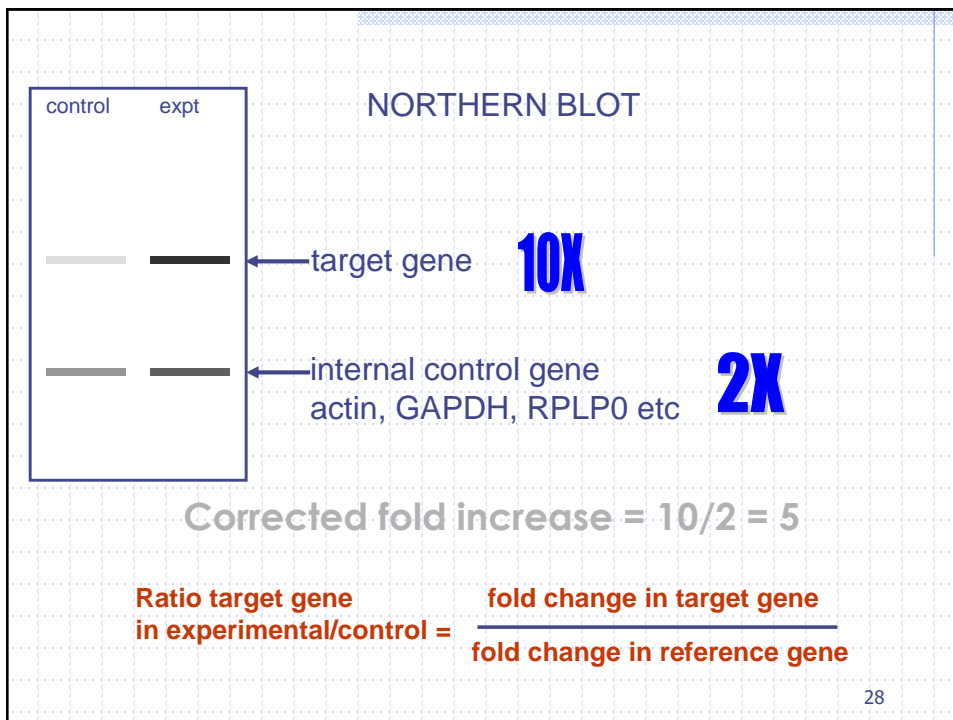 control expt
NORTHERN BLOT
target gene
10X
internal control gene
actin, GAPDH, RPLP0 etc
2X
Corrected fold increase = 10/2 = 5
Ratio target gene
in experimental/control =
fold change in target gene
fold change in reference gene
28